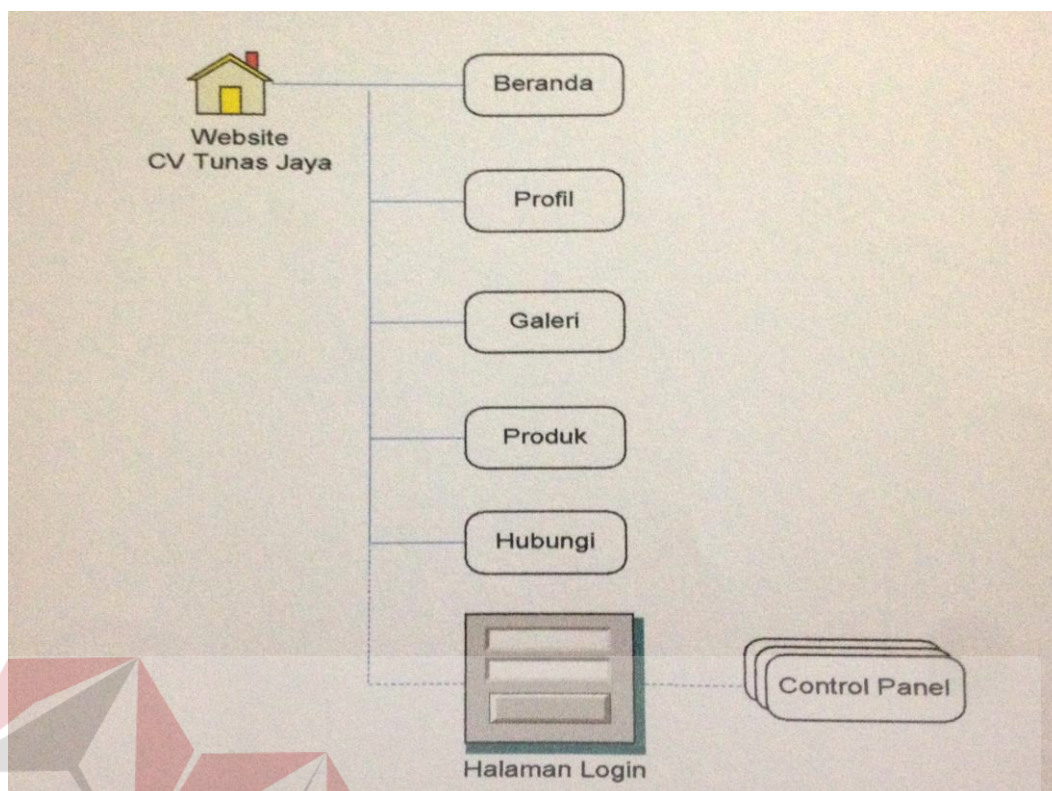 Website
CV Tunas Jaya
Beranda
Profil
Galeri
Produk
Hubungi
Halaman Login
Control Panel